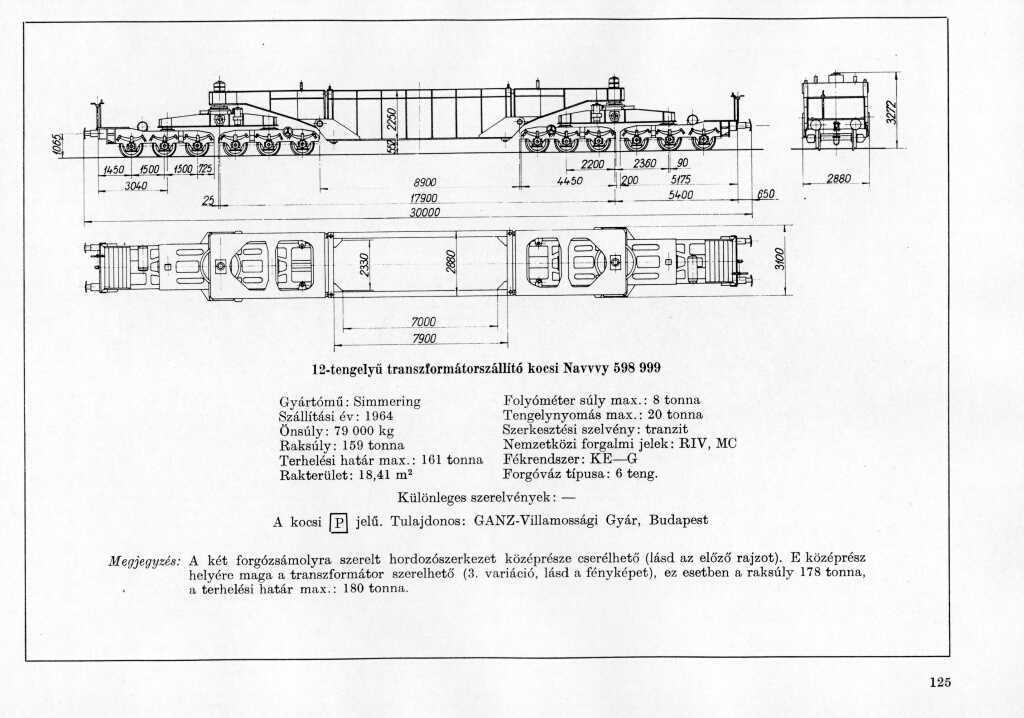 3272
1065
2250
552
1450 1500 1500 725
2200 2360 90
3040
8900
4450 200 5175
2880
25
17900
5400 650
30000
2330
2880
3100
7000
7900
12-tengelyű transzformátorszállító kocsi Navvvy 598 999
Gyártómű: Simmering
Szállítási év: 1964
Önsúly: 79 000 kg
Raksúly: 159 tonna
Terhelési határ max.: 161 tonna
Rakterület: 18,41 m²
Folyóméter súly max.: 8 tonna
Tengelynyomás max.: 20 tonna
Szerkesztési szelvény: tranzit
Nemzetközi forgalmi jelek: RIV, MC
Fékrendszer: KE—G
Forgóváz típusa: 6 teng.
Különleges szerelvények: —
A kocsi P jelű. Tulajdonos: GANZ-Villamossági Gyár, Budapest
Megjegyzés: A két forgózsámolyra szerelt hordozószerkezet középrésze cserélhető (lásd az előző rajzot). E középrész
helyére maga a transzformátor szerelhető (3. variáció, lásd a fényképet), ez esetben a raksúly 178 tonna,
a terhelési határ max.: 180 tonna.
125